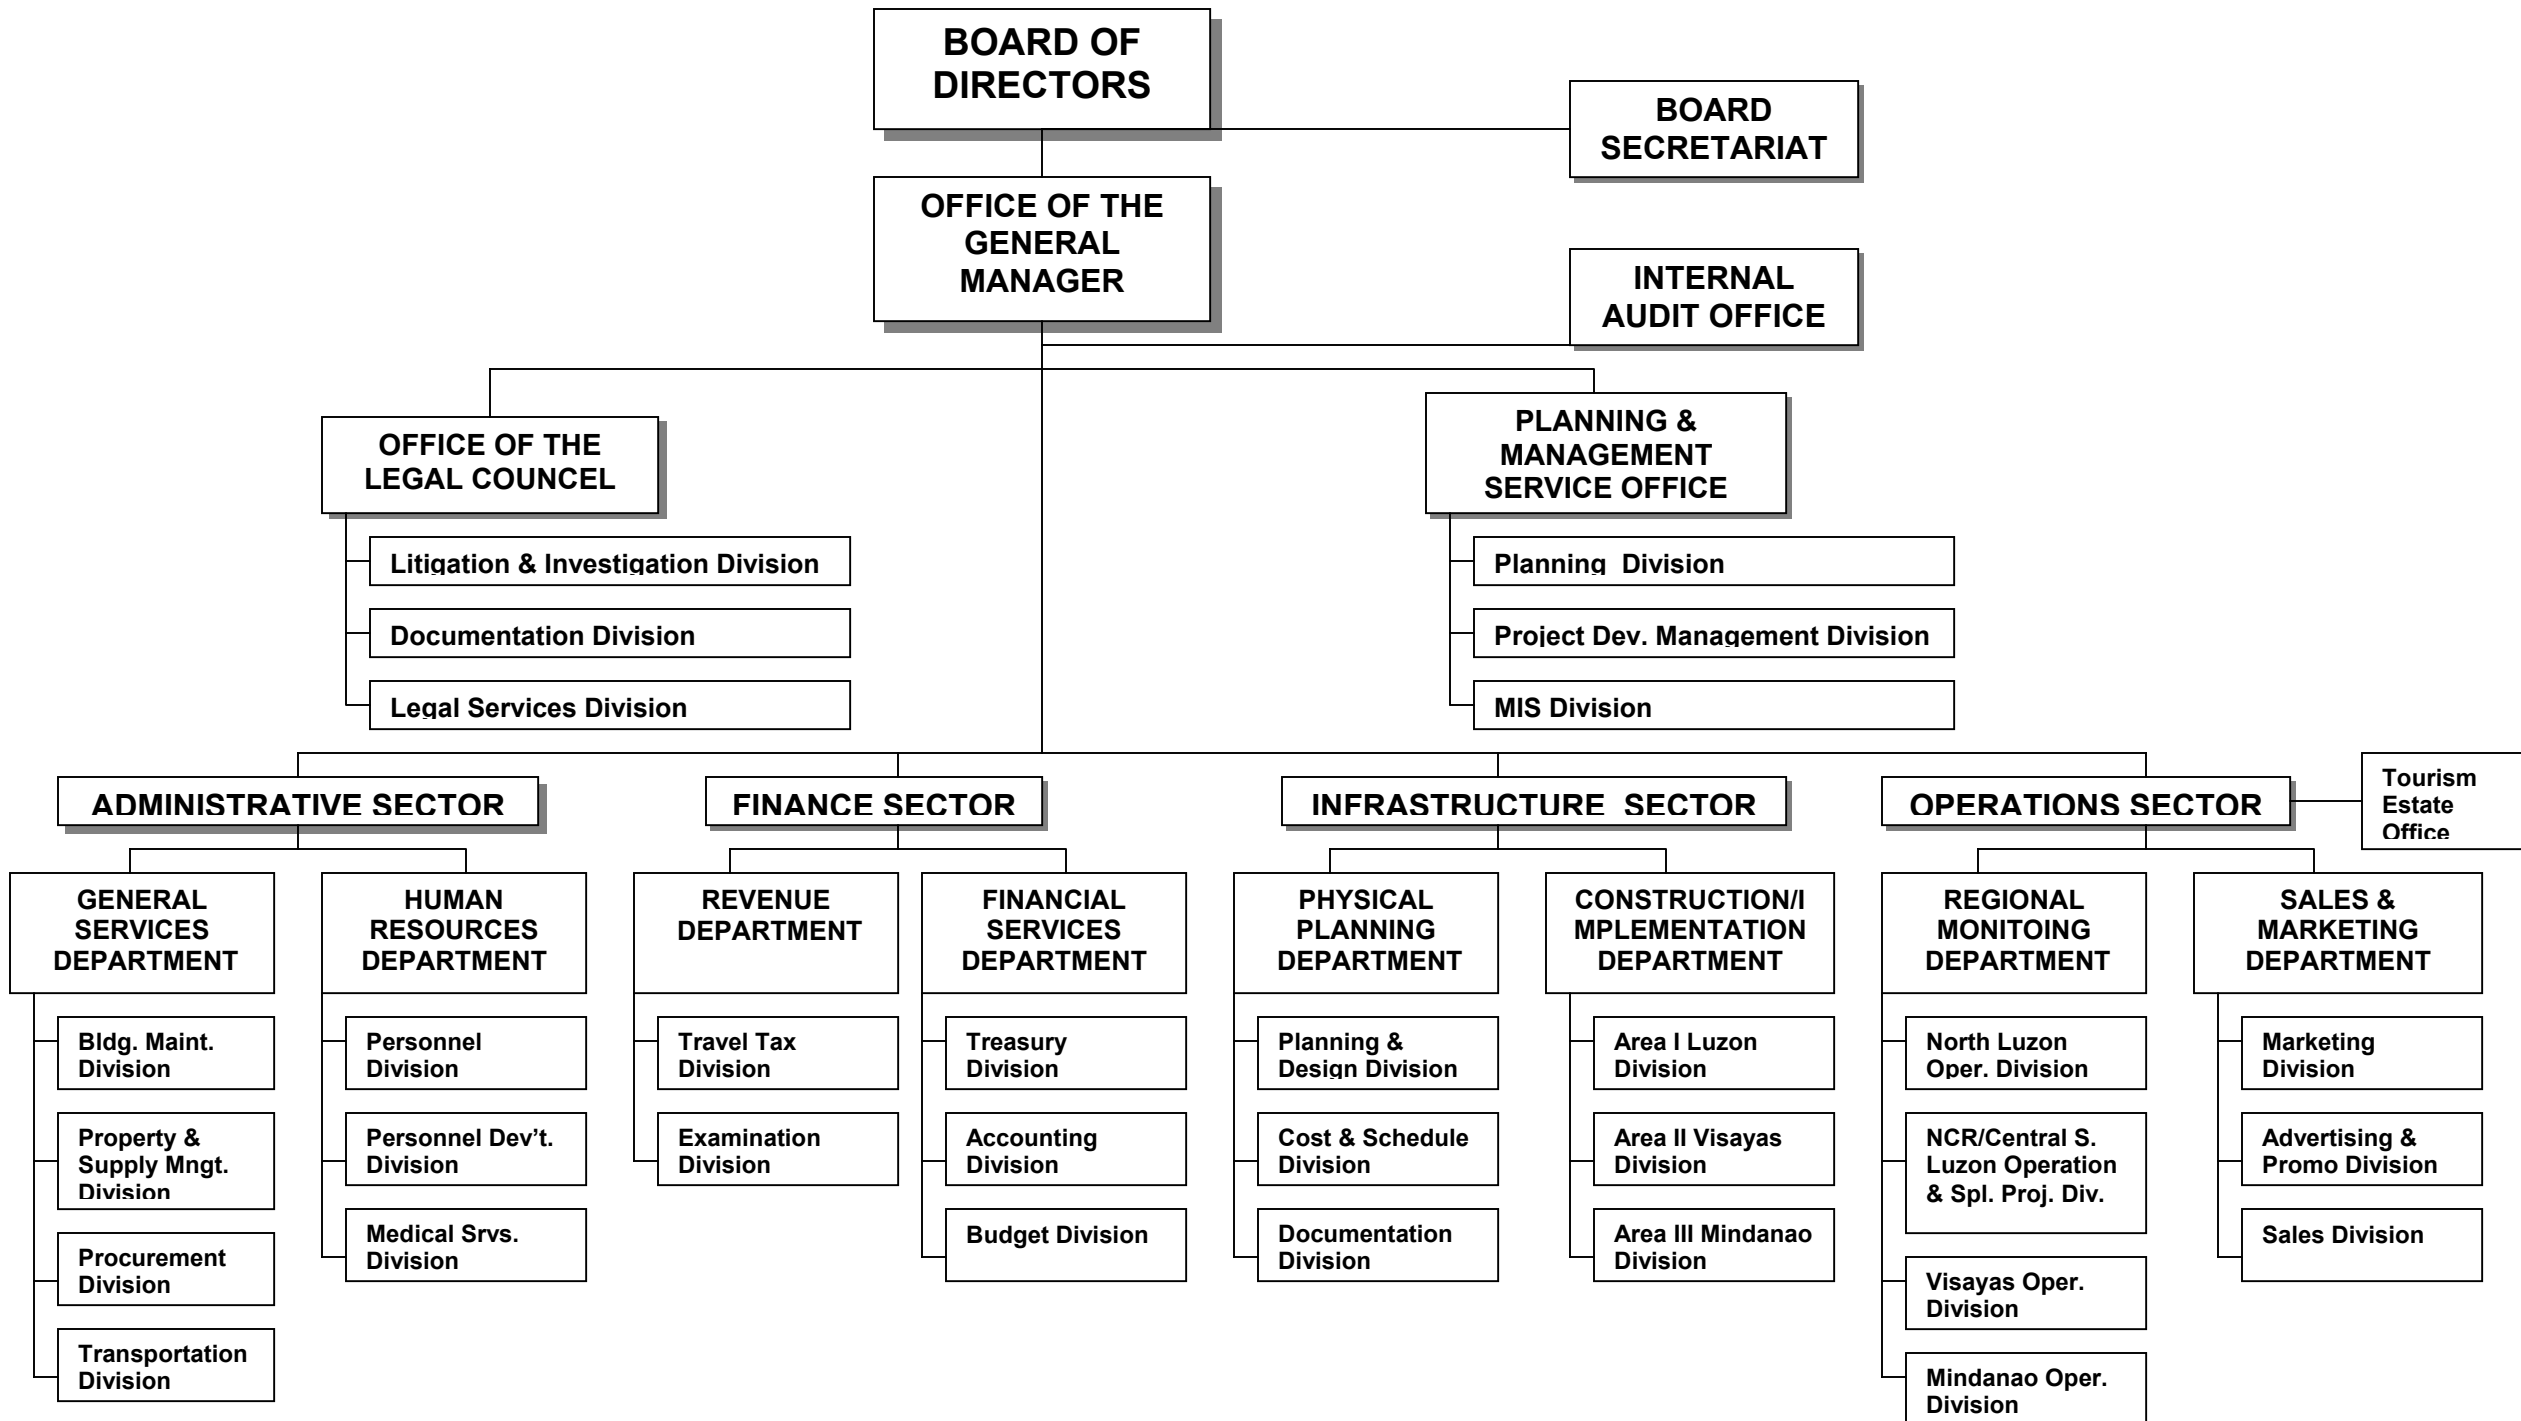 BOARD OF
DIRECTORS
BOARD
SECRETARIAT
OFFICE OF THE
GENERAL
MANAGER
INTERNAL
AUDIT OFFICE
OFFICE OF THE
LEGAL COUNCEL
PLANNING &
MANAGEMENT
SERVICE OFFICE
Litigation & Investigation Division
Documentation Division
Legal Services Division
Planning  Division
Project Dev. Management Division
MIS Division
ADMINISTRATIVE SECTOR
FINANCE SECTOR
INFRASTRUCTURE  SECTOR
OPERATIONS SECTOR
Tourism
Estate
Office
GENERAL
SERVICES
DEPARTMENT
HUMAN
RESOURCES
DEPARTMENT
REVENUE
DEPARTMENT
FINANCIAL
SERVICES
DEPARTMENT
PHYSICAL
PLANNING
DEPARTMENT
CONSTRUCTION/I
MPLEMENTATION
DEPARTMENT
REGIONAL
MONITOING
DEPARTMENT
SALES &
MARKETING
DEPARTMENT
Bldg. Maint.
Division
Property &
Supply Mngt.
Division
Procurement
Division
Transportation
Division
Personnel
Division
Personnel Dev’t.
Division
Medical Srvs.
Division
Travel Tax
Division
Examination
Division
Treasury
Division
Accounting
Division
Budget Division
Planning &
Design Division
Cost & Schedule
Division
Documentation
Division
Area I Luzon
Division
Area II Visayas
Division
Area III Mindanao
Division
North Luzon
Oper. Division
NCR/Central S.
Luzon Operation
& Spl. Proj. Div.
Visayas Oper.
Division
Mindanao Oper.
Division
Marketing
Division
Advertising &
Promo Division
Sales Division